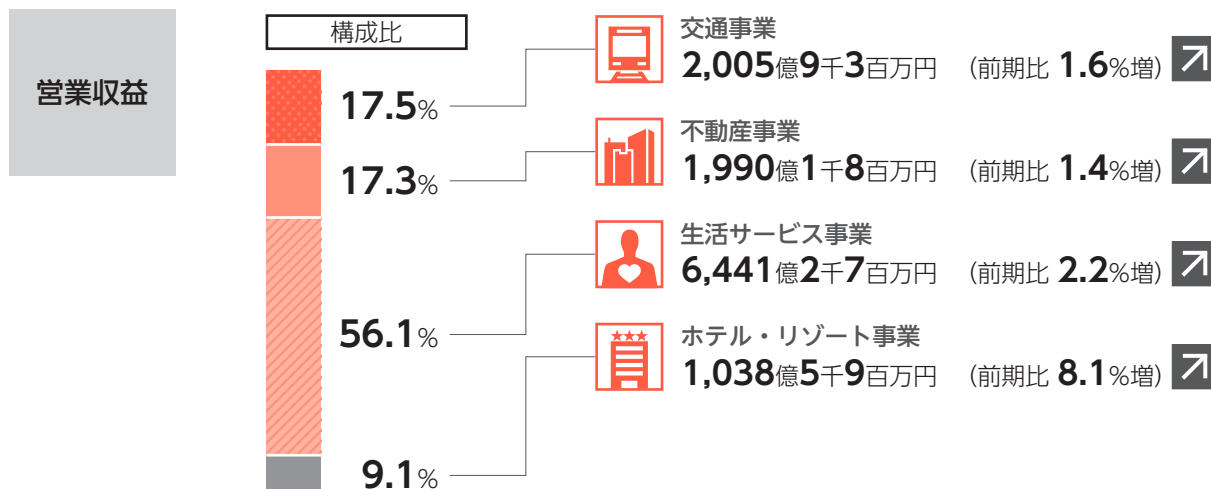 営業収益
構成比
17.5%
17.3%
56.1%
9.1%
交通事業
2,005億9千3百万円 (前期比 1.6%増)
不動産事業
1,990億1千8百万円 (前期比 1.4%増)
生活サービス事業
6,441億2千7百万円 (前期比 2.2%増)
ホテル・リゾート事業
1,038億5千9百万円 (前期比 8.1%増)